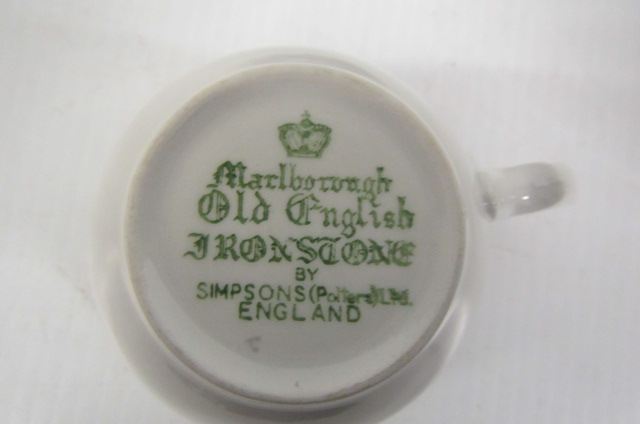 Marlborough
Old English
IRONSTONE
BY
SIMPSONS (Potters) Ltd.
ENGLAND